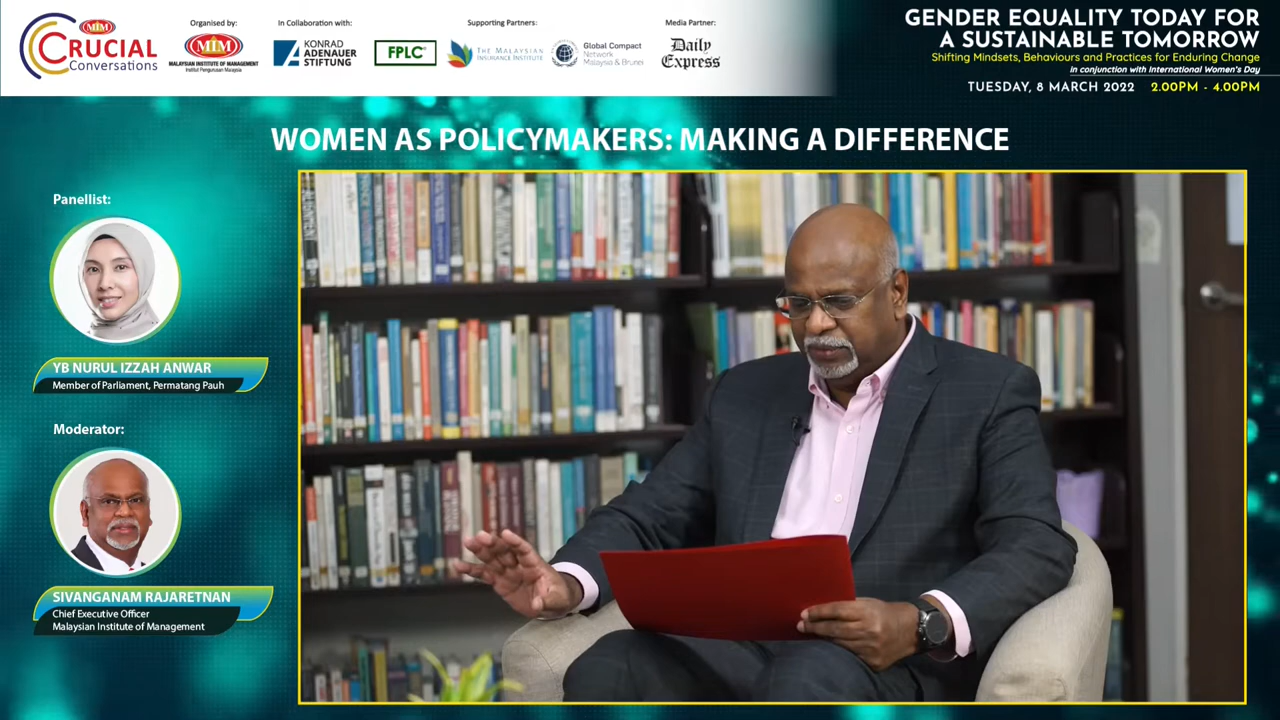 MIM
CRUCIAL
Conversations
Organised by:
MIM
MALAYSIAN INSTITUTE OF MANAGEMENT
Institut Pengurusan Malaysia
In Collaboration with:
KONRAD
ADENAUER
STIFTUNG
FPLC
Supporting Partners:
THE MALAYSIAN
INSURANCE INSTITUTE
Global Compact
Network
Malaysia & Brunei
Media Partner:
Daily
Express
GENDER EQUALITY TODAY FOR
A SUSTAINABLE TOMORROW
Shifting Mindsets, Behaviours and Practices for Enduring Change
In conjunction with International Women's Day
TUESDAY, 8 MARCH 2022 2.00PM - 4.00PM
WOMEN AS POLICYMAKERS: MAKING A DIFFERENCE
Panellist:
YB NURUL IZZAH ANWAR
Member of Parliament, Permatang Pauh
Moderator:
SIVANGANAM RAJARETNAN
Chief Executive Officer
Malaysian Institute of Management